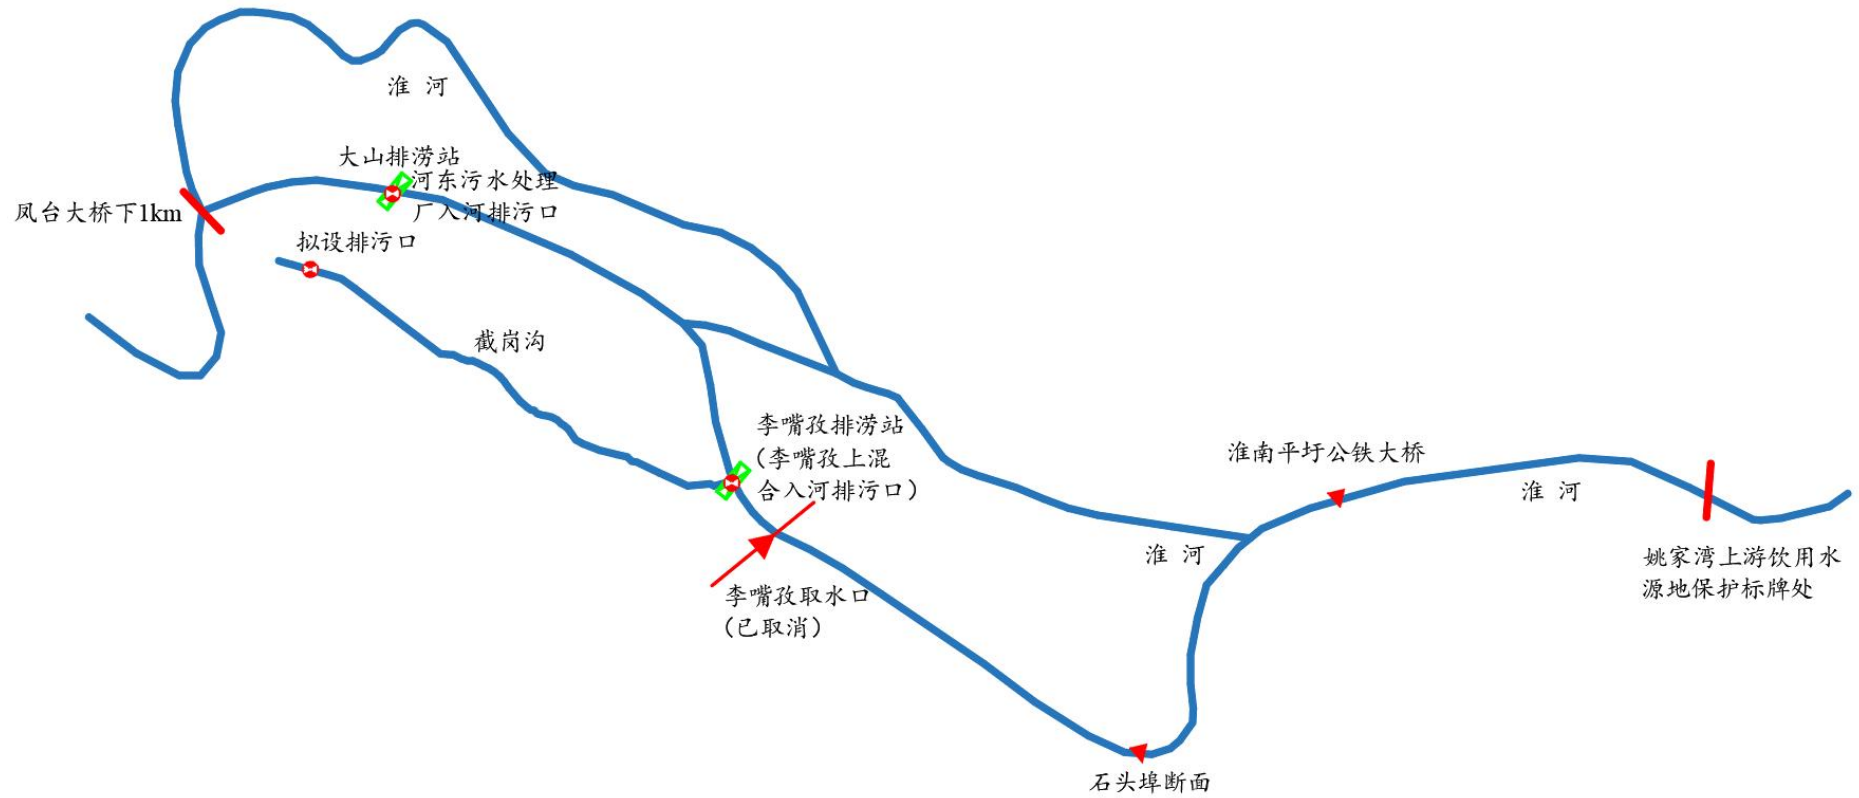 淮 河
大山排涝站
河东污水处理
厂入河排污口
凤台大桥下1km
拟设排污口
截岗沟
李嘴孜排涝站
（李嘴孜上混
合入河排污口）
淮南平圩公铁大桥
淮 河
淮 河
姚家湾上游饮用水
源地保护标牌处
李嘴孜取水口
（已取消）
石头埠断面